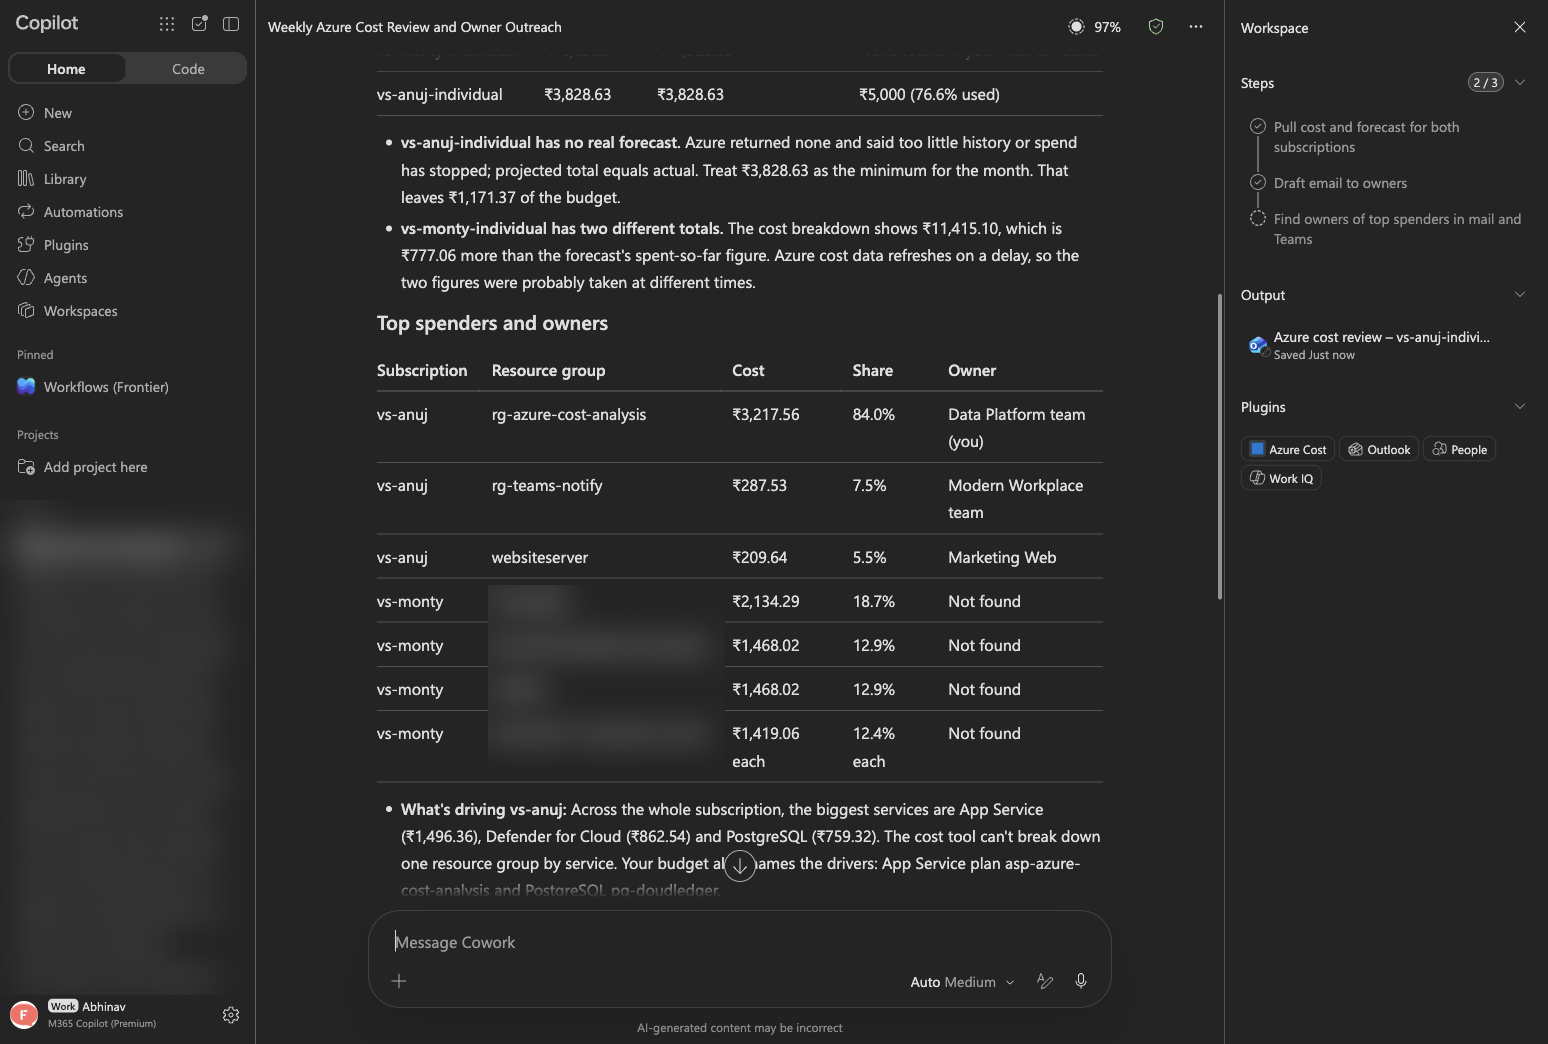 Copilot
Home
Code
New
Search
Library
Automations
Plugins
Agents
Workspaces
Pinned
Workflows (Frontier)
Projects
Add project here
F
Work Abhinav
M365 Copilot (Premium)
Weekly Azure Cost Review and Owner Outreach
97%
vs-anuj-individual ₹3,828.63 ₹3,828.63 ₹5,000 (76.6% used)
vs-anuj-individual has no real forecast. Azure returned none and said too little history or spend
has stopped; projected total equals actual. Treat ₹3,828.63 as the minimum for the month. That
leaves ₹1,171.37 of the budget.
vs-monty-individual has two different totals. The cost breakdown shows ₹11,415.10, which is
₹777.06 more than the forecast's spent-so-far figure. Azure cost data refreshes on a delay, so the
two figures were probably taken at different times.
Top spenders and owners
Subscription Resource group Cost Share Owner
vs-anuj rg-azure-cost-analysis ₹3,217.56 84.0% Data Platform team
(you)
vs-anuj rg-teams-notify ₹287.53 7.5% Modern Workplace
team
vs-anuj websiteserver ₹209.64 5.5% Marketing Web
vs-monty ₹2,134.29 18.7% Not found
vs-monty ₹1,468.02 12.9% Not found
vs-monty ₹1,468.02 12.9% Not found
vs-monty ₹1,419.06 12.4% Not found
each each
What's driving vs-anuj: Across the whole subscription, the biggest services are App Service
(₹1,496.36), Defender for Cloud (₹862.54) and PostgreSQL (₹759.32). The cost tool can't break down
one resource group by service. Your budget al names the drivers: App Service plan asp-azure-
cost-analysis and PostgreSQL
Message Cowork
Auto Medium
AI-generated content may be incorrect
Workspace
Steps
2 / 3
Pull cost and forecast for both
subscriptions
Draft email to owners
Find owners of top spenders in mail and
Teams
Output
Azure cost review – vs-anuj-indivi...
Saved Just now
Plugins
Azure Cost
Outlook
People
Work IQ